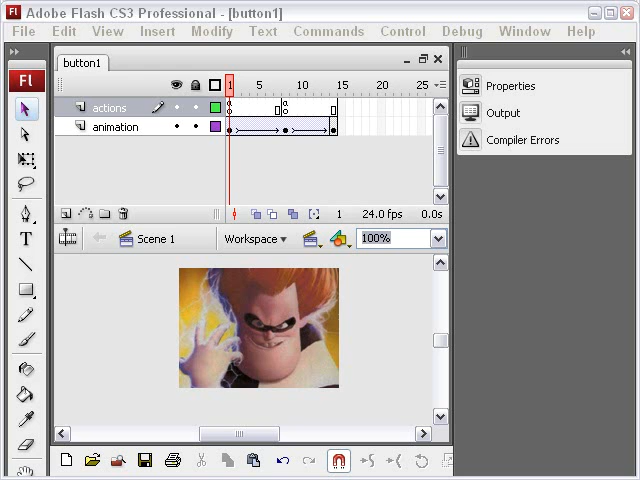 Fl Adobe Flash CS3 Professional - [button1]
File Edit View Insert Modify Text Commands Control Debug Window Help
button1
Fl
1 5 10 15 20 25
actions
a a
animation
1 24.0 fps 0.0s
Scene 1 Workspace 100%
T
Properties
Output
Compiler Errors